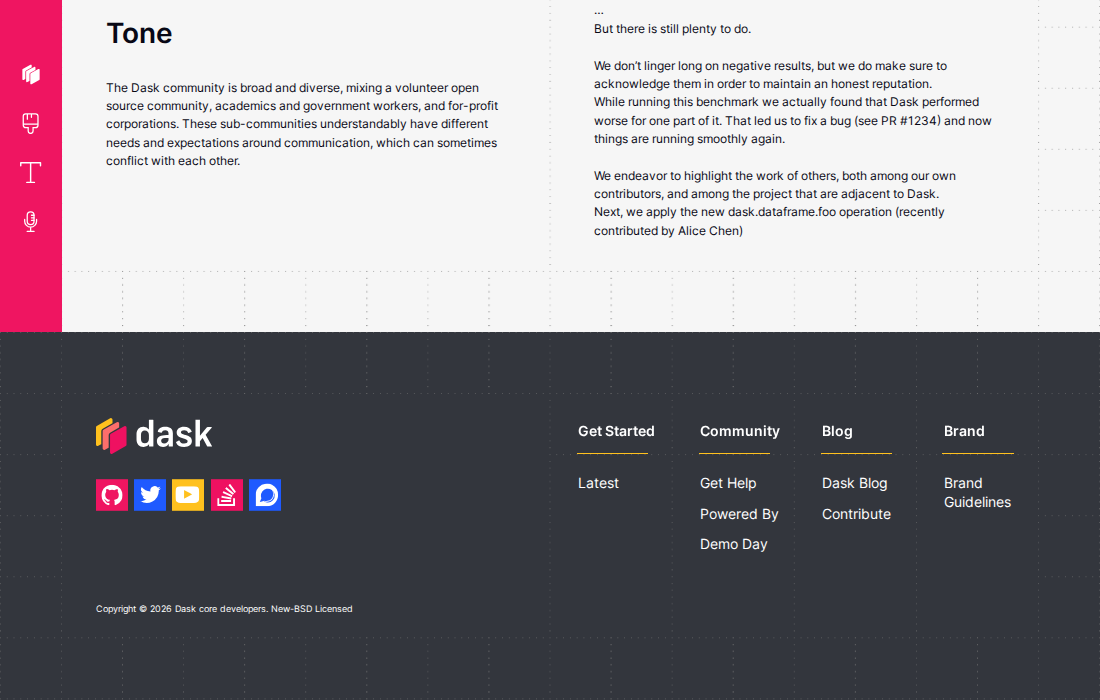 Tone
The Dask community is broad and diverse, mixing a volunteer open
source community, academics and government workers, and for-profit
corporations. These sub-communities understandably have different
needs and expectations around communication, which can sometimes
conflict with each other.
...
But there is still plenty to do.
We don’t linger long on negative results, but we do make sure to
acknowledge them in order to maintain an honest reputation.
While running this benchmark we actually found that Dask performed
worse for one part of it. That led us to fix a bug (see PR #1234) and now
things are running smoothly again.
We endeavor to highlight the work of others, both among our own
contributors, and among the project that are adjacent to Dask.
Next, we apply the new dask.dataframe.foo operation (recently
contributed by Alice Chen)
dask
Get Started
Latest
Community
Get Help
Powered By
Demo Day
Blog
Dask Blog
Contribute
Brand
Brand
Guidelines
Copyright © 2026 Dask core developers. New-BSD Licensed